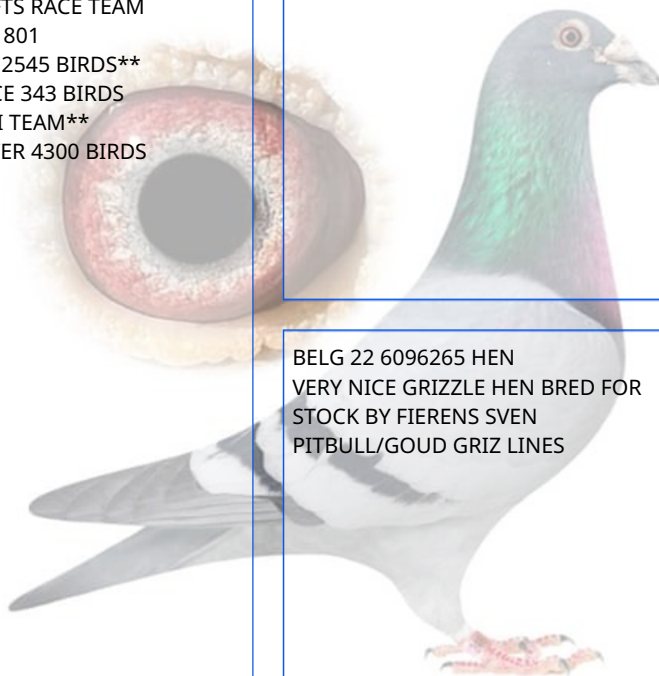 TS RACE TEAM
801
2545 BIRDS**
CE 343 BIRDS
I TEAM**
ER 4300 BIRDS
BELG 22 6096265 HEN
VERY NICE GRIZZLE HEN BRED FOR
STOCK BY FIERENS SVEN
PITBULL/GOUD GRIZ LINES